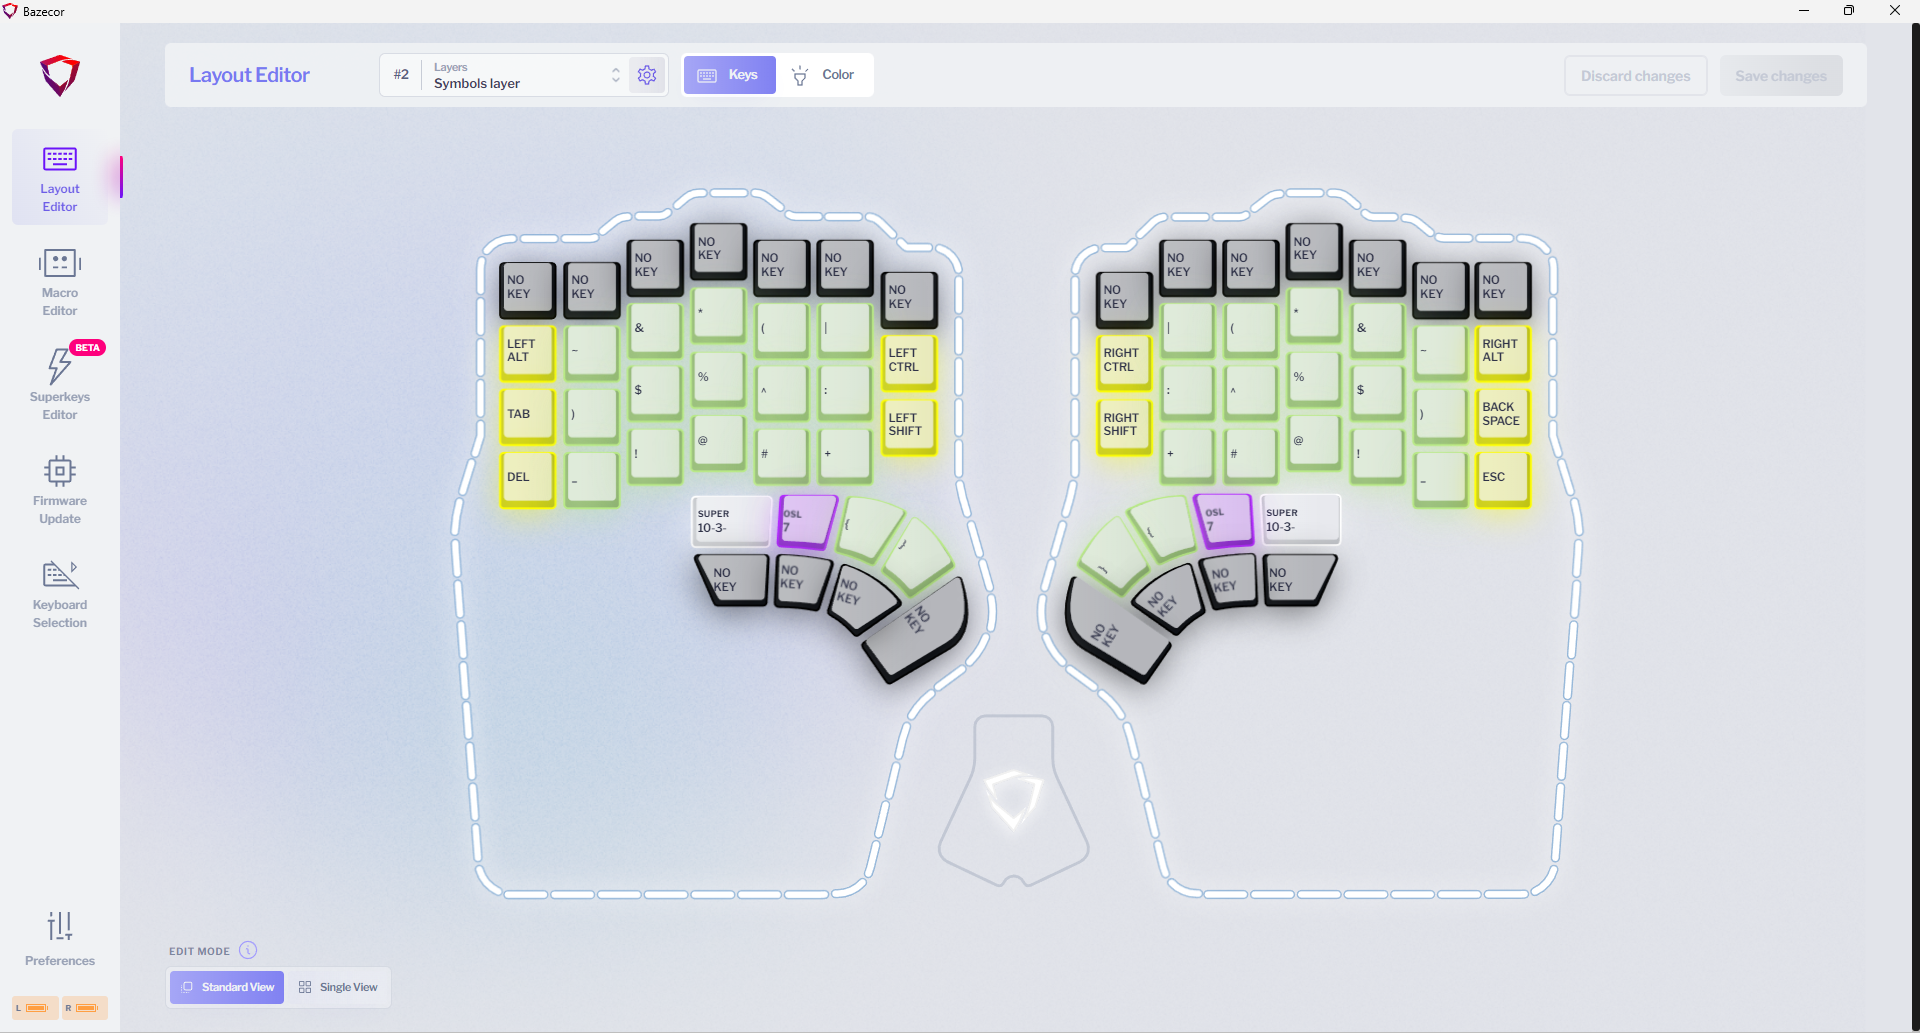 Bazecor
Layout Editor
#2
Layers
Symbols layer
Keys
Color
Discard changes
Save changes
Layout
Editor
Macro
Editor
BETA
Superkeys
Editor
Firmware
Update
Keyboard
Selection
Preferences
L
R
NO
KEY
NO
KEY
NO
KEY
NO
KEY
NO
KEY
NO
KEY
NO
KEY
LEFT
ALT
~
&
*
(
|
LEFT
CTRL
TAB
)
$
%
^
:
LEFT
SHIFT
DEL
_
!
@
#
+
SUPER
10-3-
OSL
7
{
NO
KEY
NO
KEY
NO
KEY
NO
KEY
NO
KEY
NO
KEY
NO
KEY
NO
KEY
NO
KEY
NO
KEY
NO
KEY
RIGHT
CTRL
|
(
*
&
~
RIGHT
ALT
RIGHT
SHIFT
:
^
%
$
)
BACK
SPACE
+
#
@
!
_
ESC
OSL
7
SUPER
10-3-
NO
KEY
NO
KEY
NO
KEY
NO
KEY
EDIT MODE
i
Standard View
Single View